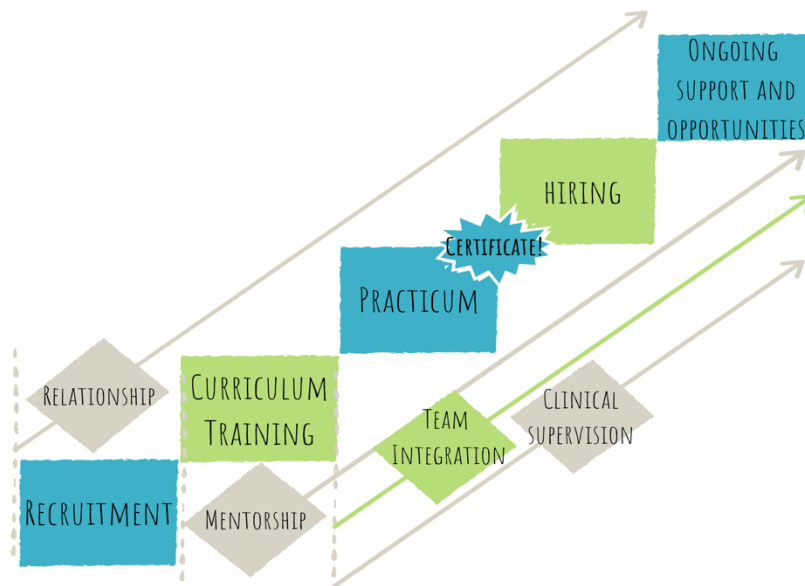 Ongoing
support and
opportunities
HIRING
Certificate!
Practicum
Relationship
Curriculum
Training
Team
Integration
Clinical
supervision
Recruitment
Mentorship